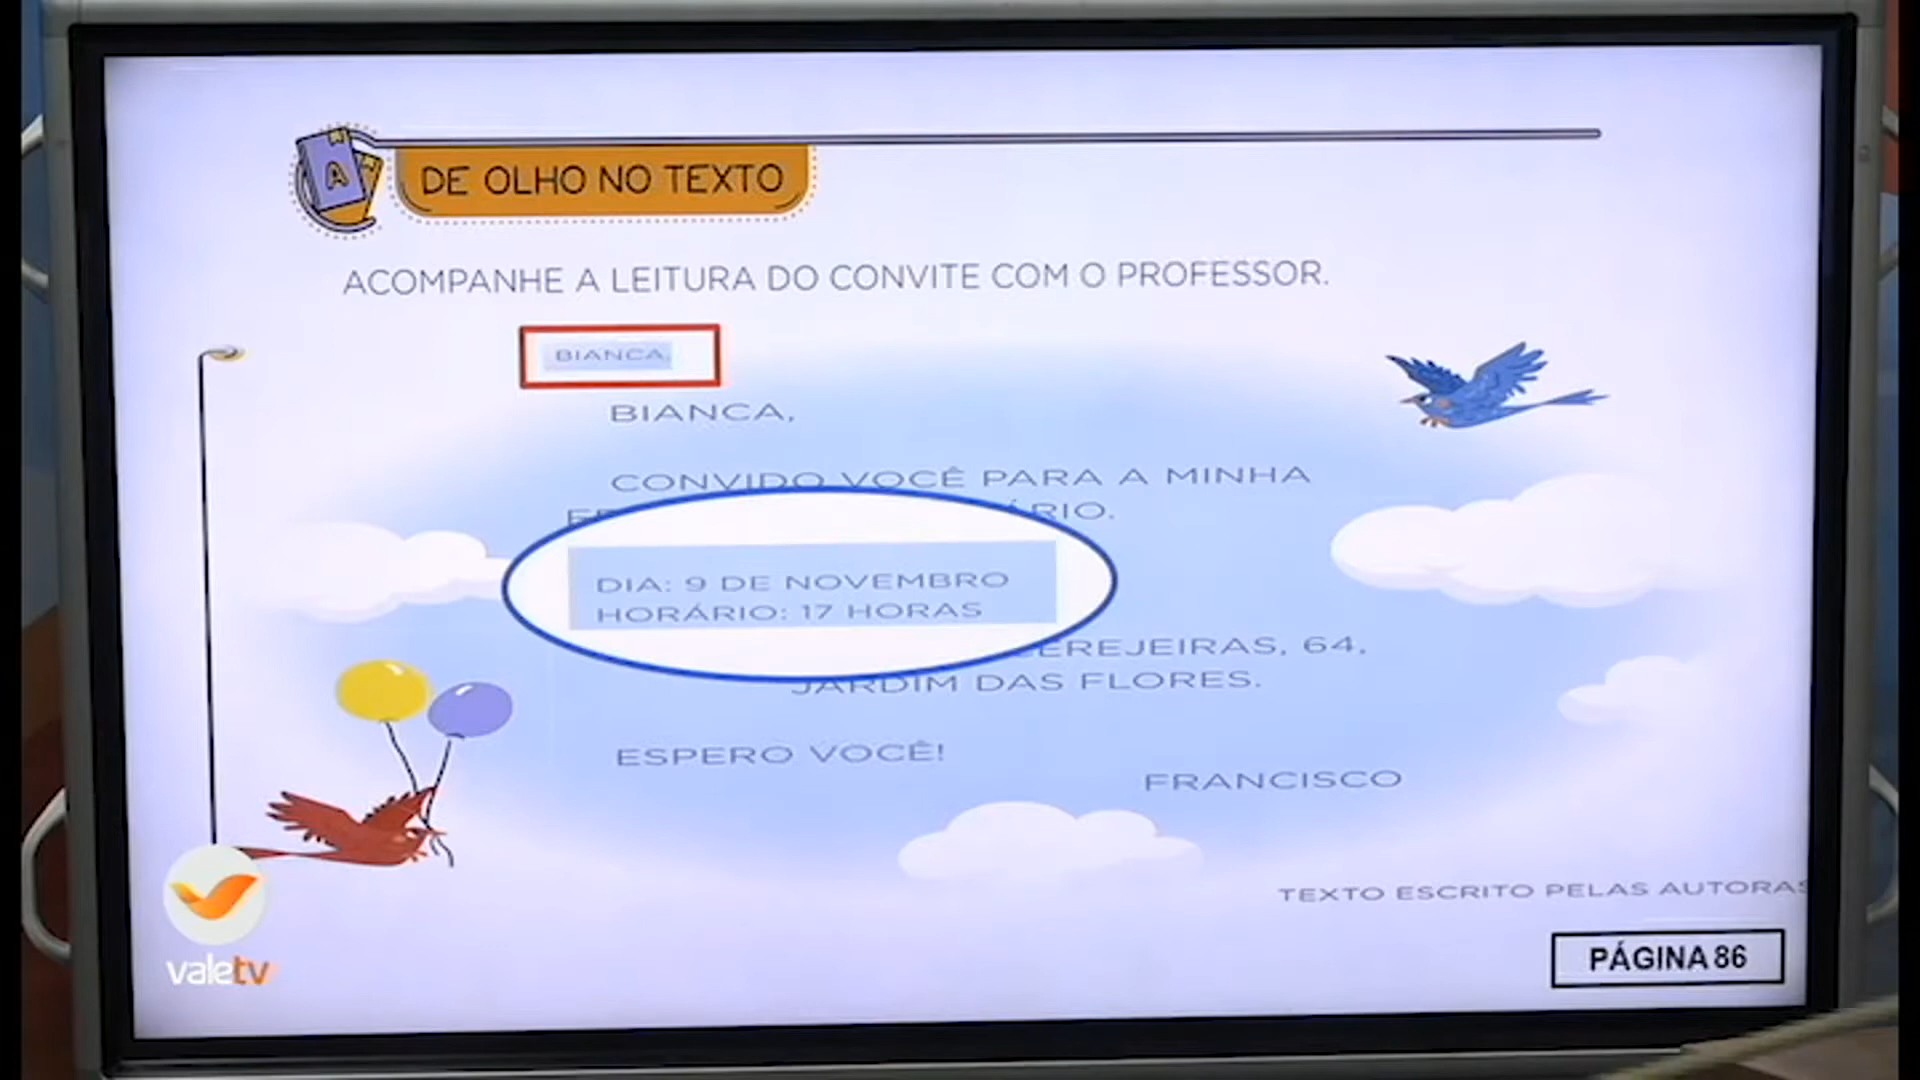 A
DE OLHO NO TEXTO
ACOMPANHE A LEITURA DO CONVITE COM O PROFESSOR.
BIANCA,
BIANCA,
CONVIDO VOCÊ PARA A MINHA
DIA: 9 DE NOVEMBRO
HORÁRIO: 17 HORAS
CEREJEIRAS, 64,
JARDIM DAS FLORES.
ESPERO VOCÊ!
FRANCISCO
TEXTO ESCRITO PELAS AUTORAS
PÁGINA 86
valetv